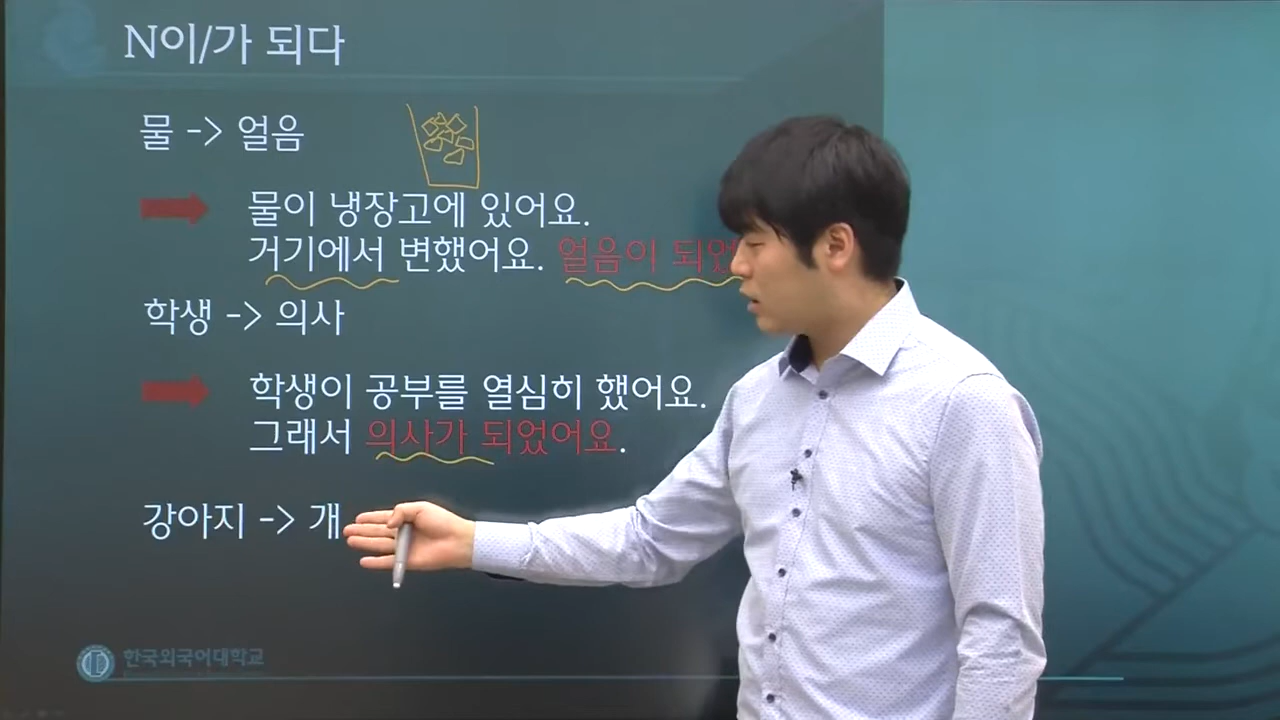 N이/가 되다
물 -> 얼음
물이 냉장고에 있어요.
거기에서 변했어요. 얼음이 되었
학생 -> 의사
학생이 공부를 열심히 했어요.
그래서 의사가 되었어요.
강아지 -> 개
한국외국어대학교